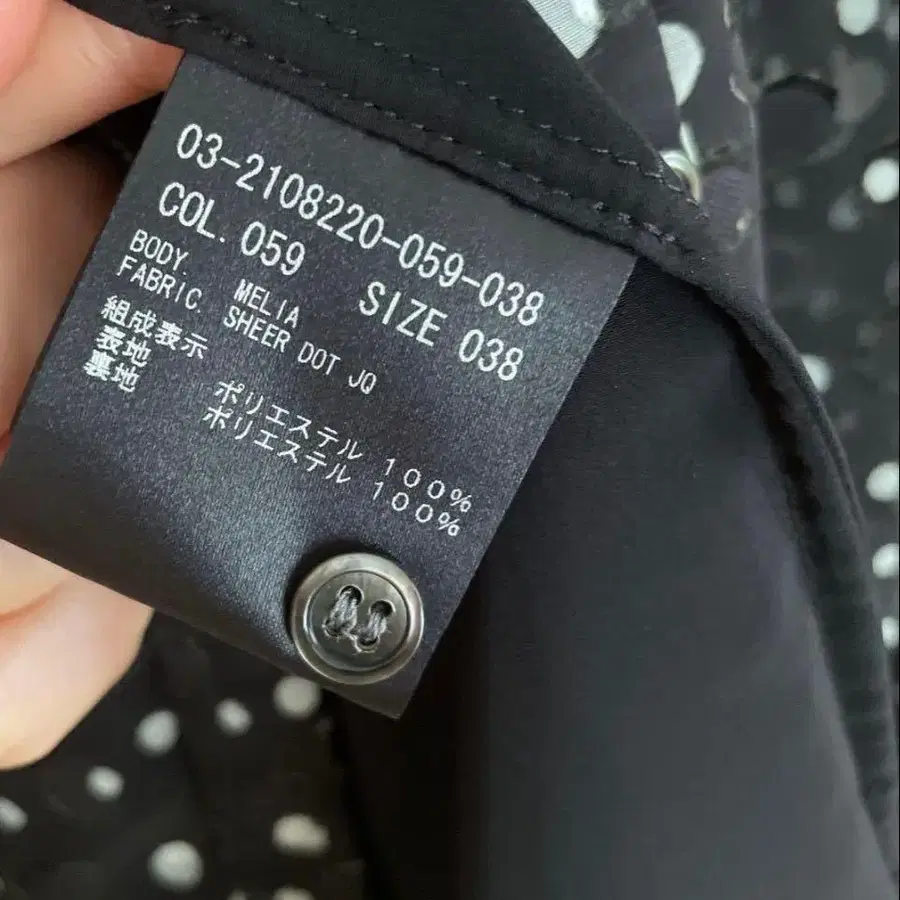 03-2108220-059-038
COL. 059 SIZE 038
BODY. MELIA
FABRIC. SHEER DOT JQ
組成表示
表地 ポリエステル 100%
裏地 ポリエステル 100%